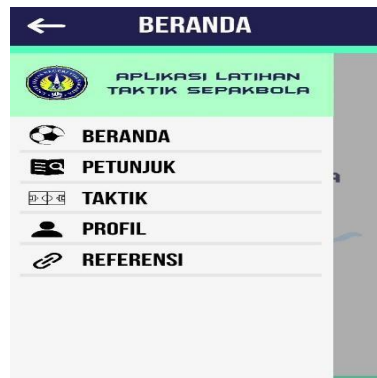 BERANDA
APLIKASI LATIHAN
TAKTIK SEPAKBOLA
BERANDA
PETUNJUK
TAKTIK
PROFIL
REFERENSI